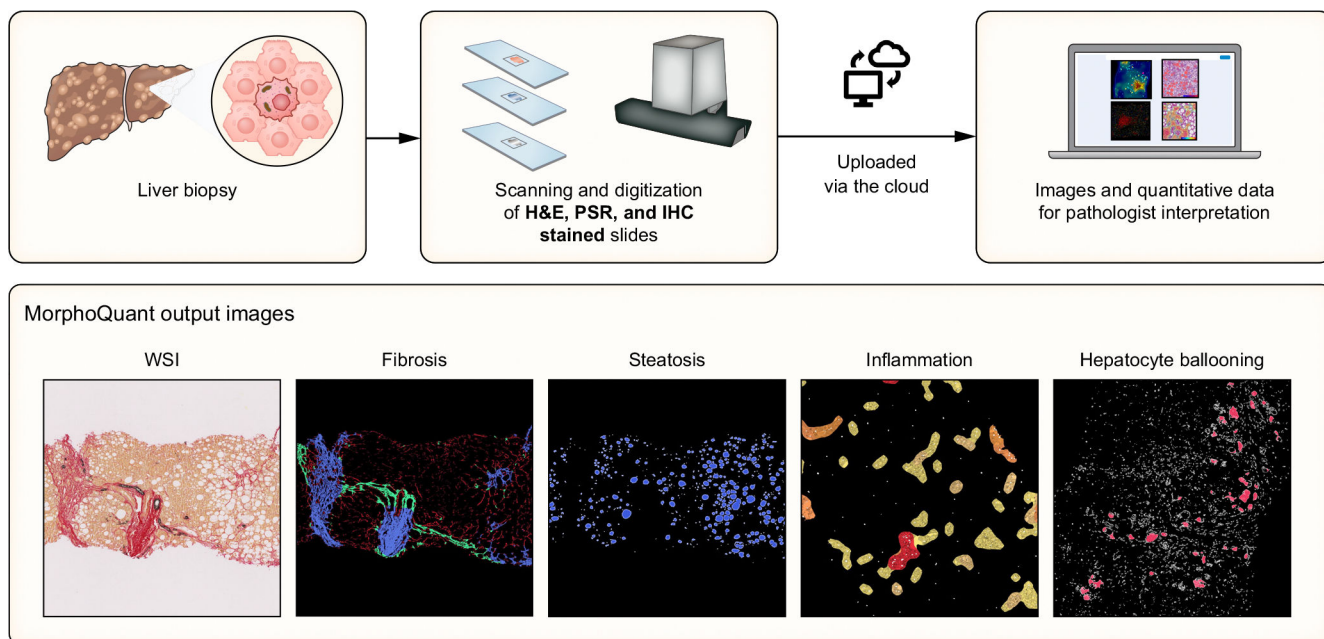 Liver biopsy
Scanning and digitization
of H&E, PSR, and IHC
stained slides
Uploaded
via the cloud
Images and quantitative data
for pathologist interpretation
MorphoQuant output images
WSI
Fibrosis
Steatosis
Inflammation
Hepatocyte ballooning